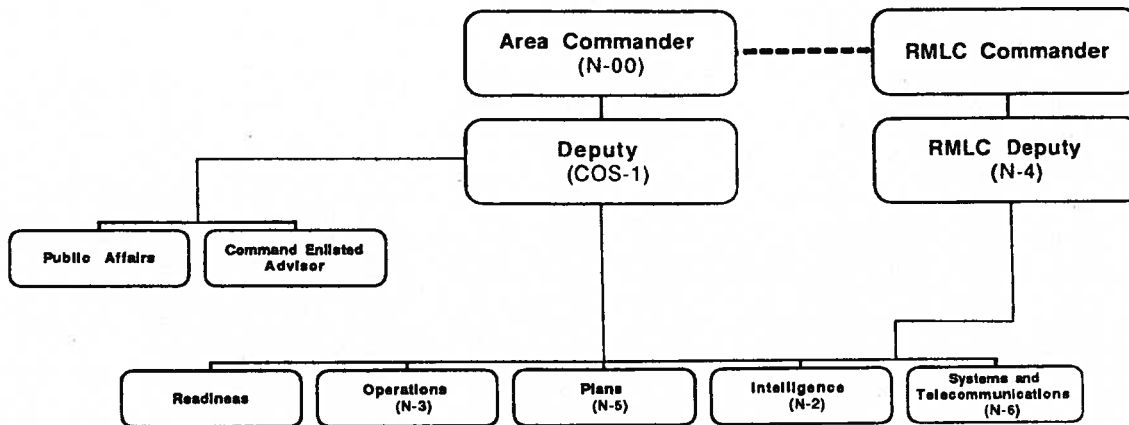 Area Commander
(N-00)
RMLC Commander
Deputy
(COS-1)
RMLC Deputy
(N-4)
Public Affairs
Command Enlisted
Advisor
Readiness
Operations
(N-3)
Plans
(N-5)
Intelligence
(N-2)
Systems and
Telecommunications
(N-6)